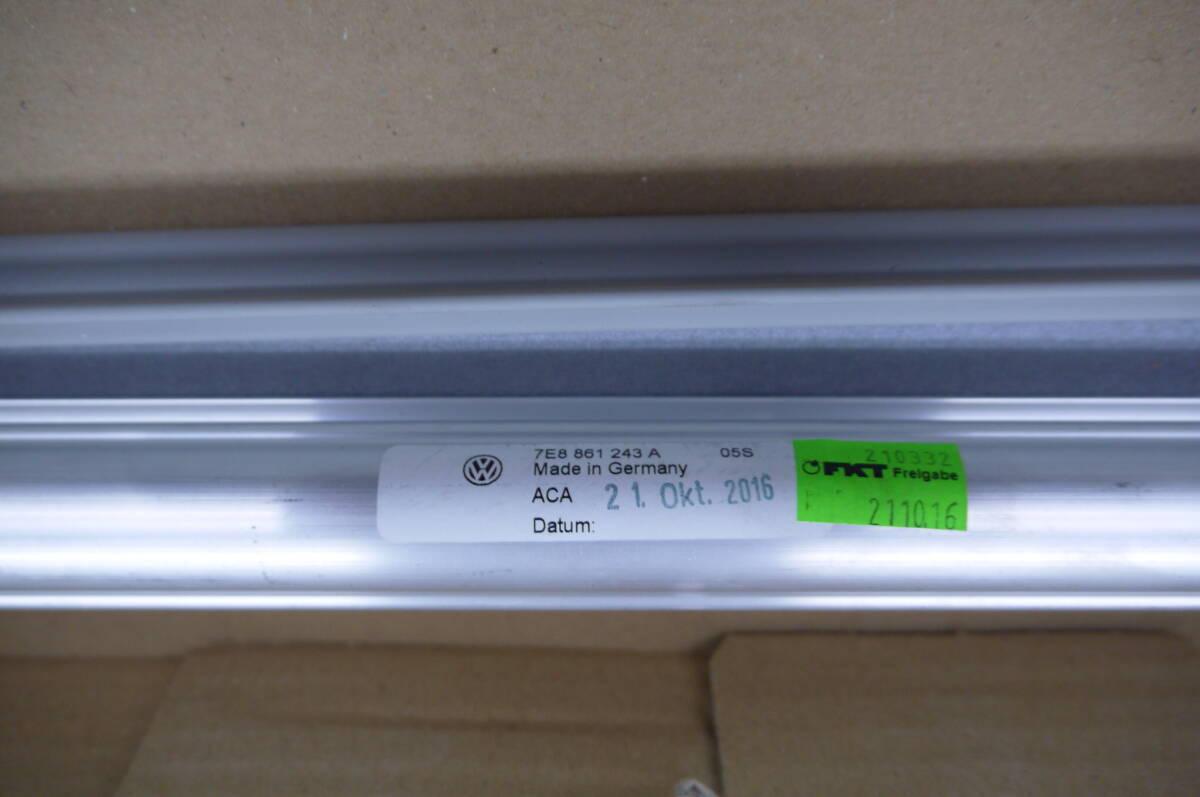 7E8 861 243 A 05S
Made in Germany
ACA 21. Okt. 2016
Datum:
210332
FKT Freigabe
211016